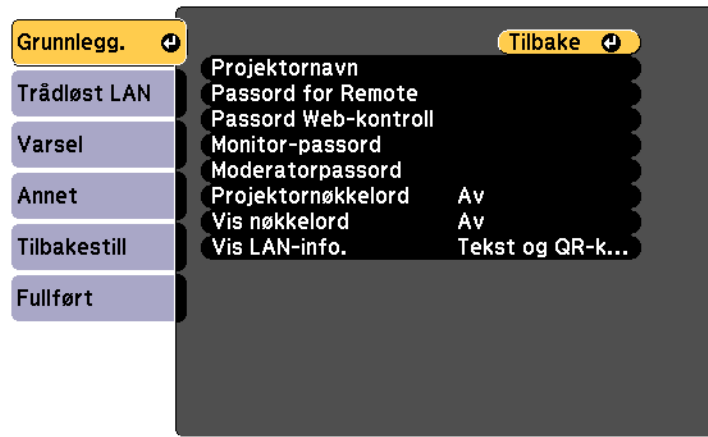 Grunnlegg.
Trådløst LAN
Varsel
Annet
Tilbakestill
Fullført
Tilbake
Projektornavn
Passord for Remote
Passord Web-kontroll
Monitor-passord
Moderatorpassord
Projektornøkkelord Av
Vis nøkkelord Av
Vis LAN-info. Tekst og QR-k...